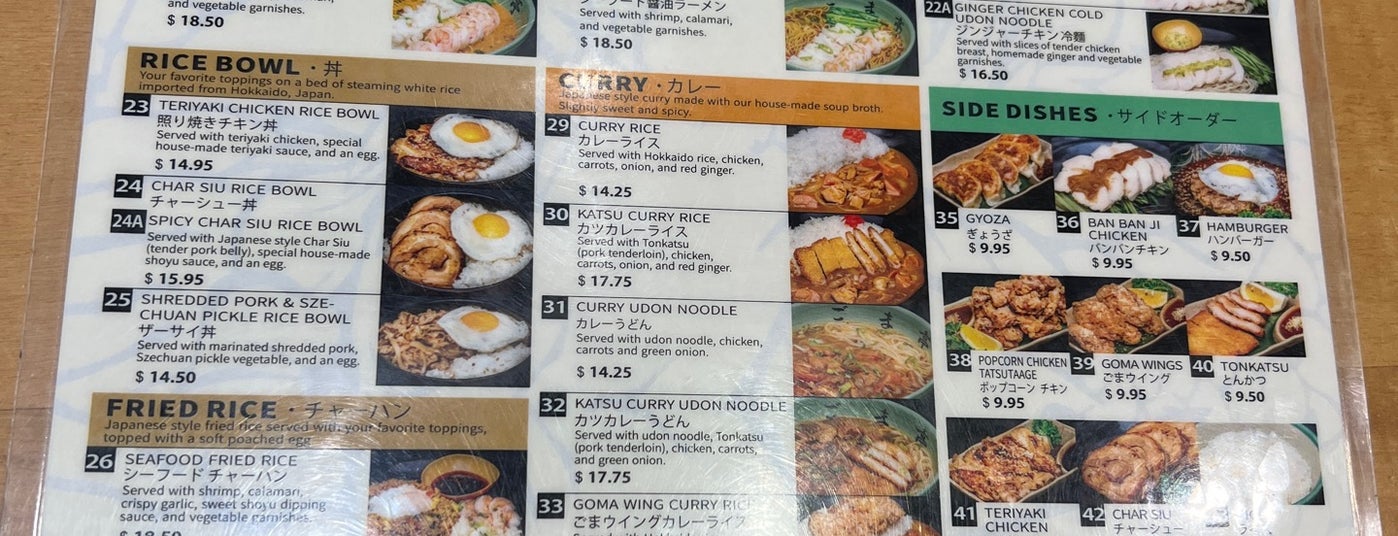 and vegetable garnishes.
$ 18.50
RICE BOWL・丼
Your favorite toppings on a bed of steaming white rice
imported from Hokkaido, Japan.
23 TERIYAKI CHICKEN RICE BOWL
照り焼きチキン丼
Served with teriyaki chicken, special
house-made teriyaki sauce, and an egg.
$ 14.95
24 CHAR SIU RICE BOWL
チャーシュー丼
24A SPICY CHAR SIU RICE BOWL
Served with Japanese style Char Siu
(tender pork belly), special house-made
shoyu sauce, and an egg.
$ 15.95
25 SHREDDED PORK & SZE-
CHUAN PICKLE RICE BOWL
ザーサイ丼
Served with marinated shredded pork,
Szechuan pickle vegetable, and an egg.
$ 14.50
FRIED RICE・チャーハン
Japanese style fried rice served with your favorite toppings,
topped with a soft poached egg
26 SEAFOOD FRIED RICE
シーフードチャーハン
Served with shrimp, calamari,
crispy garlic, sweet shoyu dipping
sauce, and vegetable garnishes.
$ 18.50
シーフード醤油ラーメン
Served with shrimp, calamari,
and vegetable garnishes.
$ 18.50
CURRY・カレー
Japanese style curry made with our house-made soup broth.
Slightly sweet and spicy.
29 CURRY RICE
カレーライス
Served with Hokkaido rice, chicken,
carrots, onion, and red ginger.
$ 14.25
30 KATSU CURRY RICE
カツカレーライス
Served with Tonkatsu
(pork tenderloin), chicken,
carrots, onion, and red ginger.
$ 17.75
31 CURRY UDON NOODLE
カレーうどん
Served with udon noodle, chicken,
carrots and green onion.
$ 14.25
32 KATSU CURRY UDON NOODLE
カツカレーうどん
Served with udon noodle, Tonkatsu
(pork tenderloin), chicken, carrots,
and green onion.
$ 17.75
33 GOMA WING CURRY RICE
ごまウイングカレーライス
22A GINGER CHICKEN COLD
UDON NOODLE
ジンジャーチキン冷麺
Served with slices of tender chicken
breast, homemade ginger and vegetable
garnishes.
$ 16.50
SIDE DISHES・サイドオーダー
35 GYOZA
ぎょうざ
$ 9.95
36 BAN BAN JI
CHICKEN
バンバンチキン
$ 9.95
37 HAMBURGER
ハンバーガー
$ 9.50
38 POPCORN CHICKEN
TATSUTAAGE
ポップコーン チキン
$ 9.95
39 GOMA WINGS
ごまウイング
$ 9.95
40 TONKATSU
とんかつ
$ 9.50
41 TERIYAKI
CHICKEN
42 CHAR SIU
チャーシュー